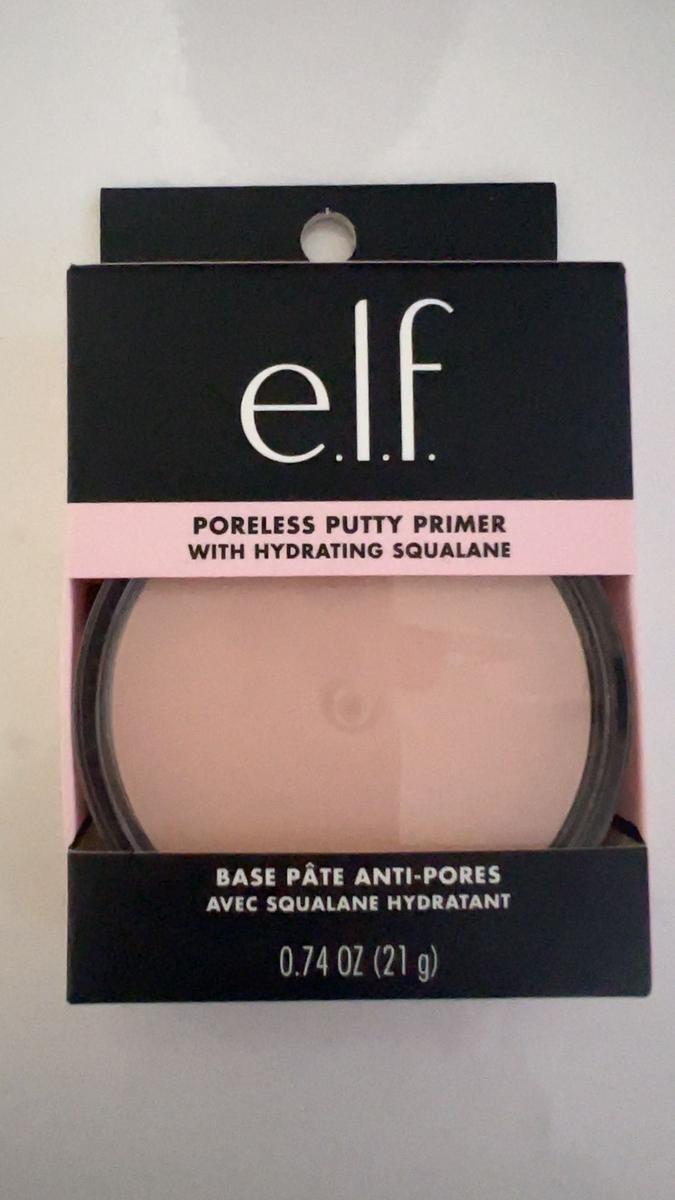 e.l.f.
PORELESS PUTTY PRIMER
WITH HYDRATING SQUALANE
BASE PÂTE ANTI-PORES
AVEC SQUALANE HYDRATANT
0.74 OZ (21 g)